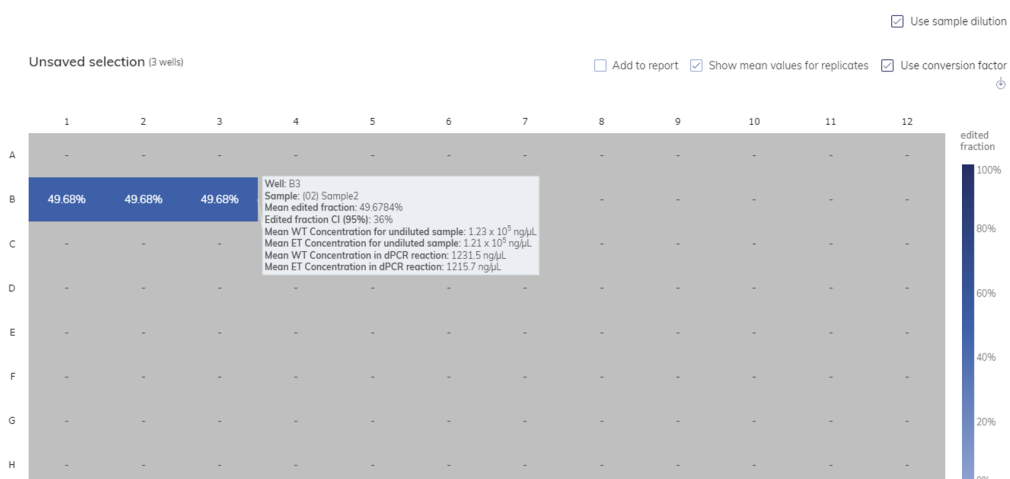 Use sample dilution
Unsaved selection (3 wells)
Add to report Show mean values for replicates Use conversion factor
1 2 3 4 5 6 7 8 9 10 11 12
edited
fraction
A - - - - - - - - - - - -
100%
B 49.68% 49.68% 49.68% - - - - -
Well: B3
Sample: (02) Sample2
Mean edited fraction: 49.6784%
Edited fraction CI (95%): 36%
Mean WT Concentration for undiluted sample: 1.23 x 10⁵ ng/µL
Mean ET Concentration for undiluted sample: 1.21 x 10⁵ ng/µL
Mean WT Concentration in dPCR reaction: 1231.5 ng/µL
Mean ET Concentration in dPCR reaction: 1215.7 ng/µL
80%
C - - - - - - - -
D - - - - - - - - - - - -
60%
E - - - - - - - - - - - -
40%
F - - - - - - - - - - - -
G - - - - - - - - - - - -
20%
H - - - - - - - - - - - -